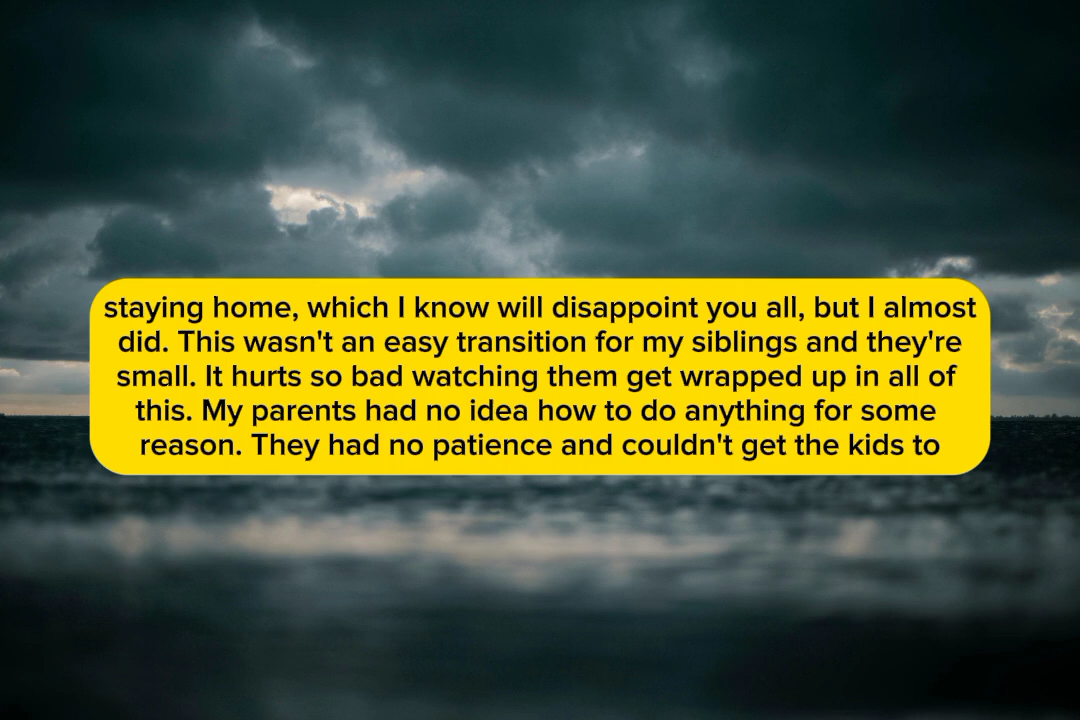 staying home, which I know will disappoint you all, but I almost
did. This wasn't an easy transition for my siblings and they're
small. It hurts so bad watching them get wrapped up in all of
this. My parents had no idea how to do anything for some
reason. They had no patience and couldn't get the kids to